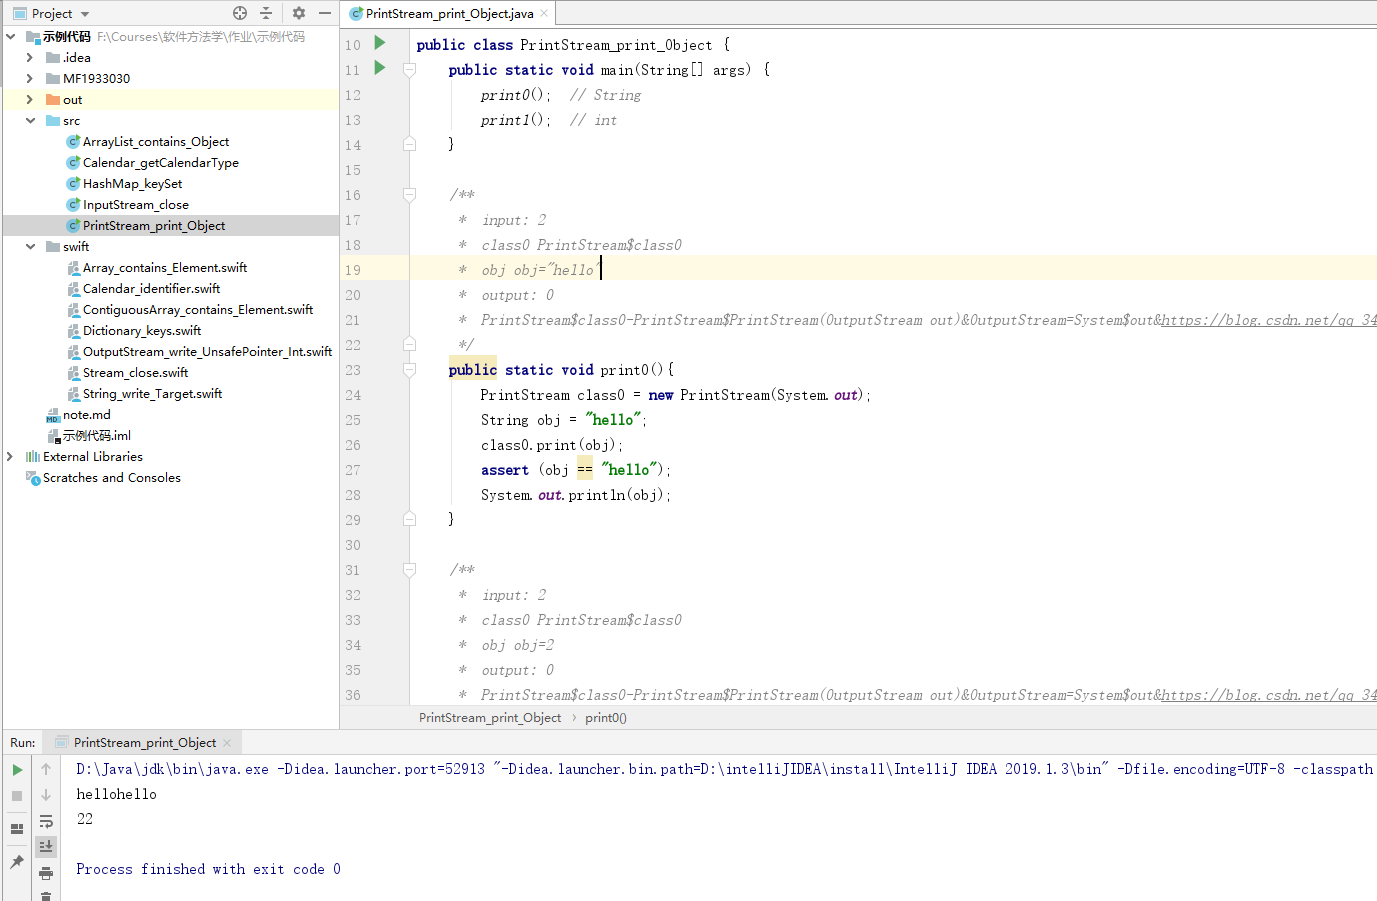 Project
PrintStream_print_Object.java
示例代码 F:\Courses\软件方法学\作业\示例代码
.idea
MF1933030
out
src
ArrayList_contains_Object
Calendar_getCalendarType
HashMap_keySet
InputStream_close
PrintStream_print_Object
swift
Array_contains_Element.swift
Calendar_identifier.swift
ContiguousArray_contains_Element.swift
Dictionary_keys.swift
OutputStream_write_UnsafePointer_Int.swift
Stream_close.swift
String_write_Target.swift
note.md
示例代码.iml
External Libraries
Scratches and Consoles
10 public class PrintStream_print_Object {
11 public static void main(String[] args) {
12 print0(); // String
13 print1(); // int
14 }
15
16 /**
17 * input: 2
18 * class0 PrintStream$class0
19 * obj obj="hello"
20 * output: 0
21 * PrintStream$class0-PrintStream$PrintStream(OutputStream out)&OutputStream=System$out&https://blog.csdn.net/qq_34
22 */
23 public static void print0(){
24 PrintStream class0 = new PrintStream(System.out);
25 String obj = "hello";
26 class0.print(obj);
27 assert (obj == "hello");
28 System.out.println(obj);
29 }
30
31 /**
32 * input: 2
33 * class0 PrintStream$class0
34 * obj obj=2
35 * output: 0
36 * PrintStream$class0-PrintStream$PrintStream(OutputStream out)&OutputStream=System$out&https://blog.csdn.net/qq_34
PrintStream_print_Object › print0()
Run: PrintStream_print_Object
D:\Java\jdk\bin\java.exe -Didea.launcher.port=52913 "-Didea.launcher.bin.path=D:\intelliJIDEA\install\IntelliJ IDEA 2019.1.3\bin" -Dfile.encoding=UTF-8 -classpath
hellohello
22
Process finished with exit code 0